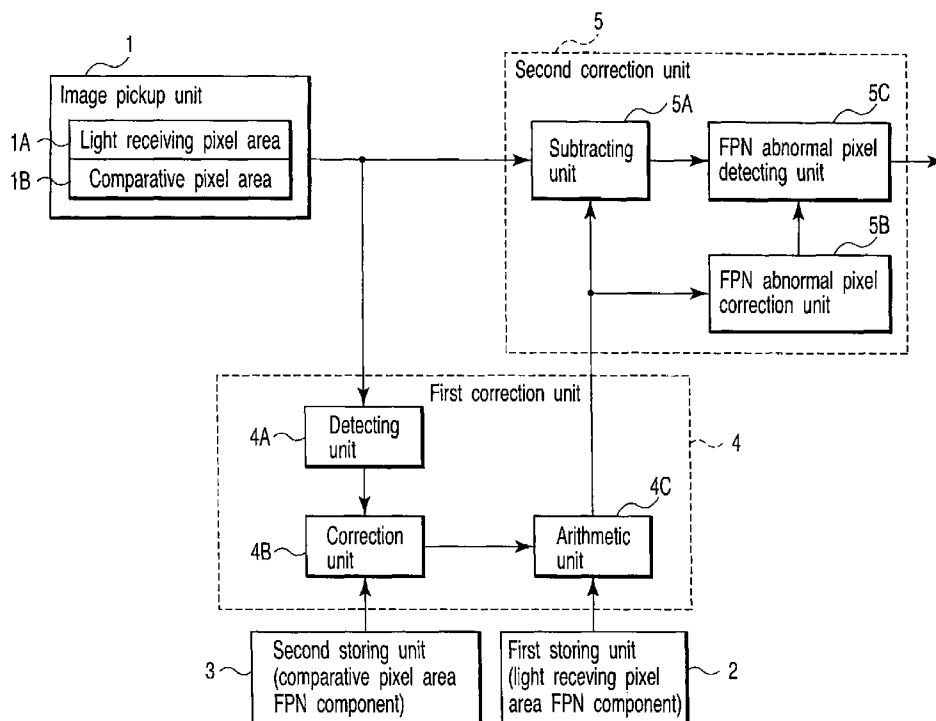 1
Image pickup unit
1A
Light receiving pixel area
1B
Comparative pixel area
5
Second correction unit
5A
Subtracting
unit
5C
FPN abnormal pixel
detecting unit
5B
FPN abnormal pixel
correction unit
First correction unit
4
4A
Detecting
unit
4B
Correction
unit
4C
Arithmetic
unit
3
Second storing unit
(comparative pixel area
FPN component)
First storing unit
(light receving pixel
area FPN component)
2